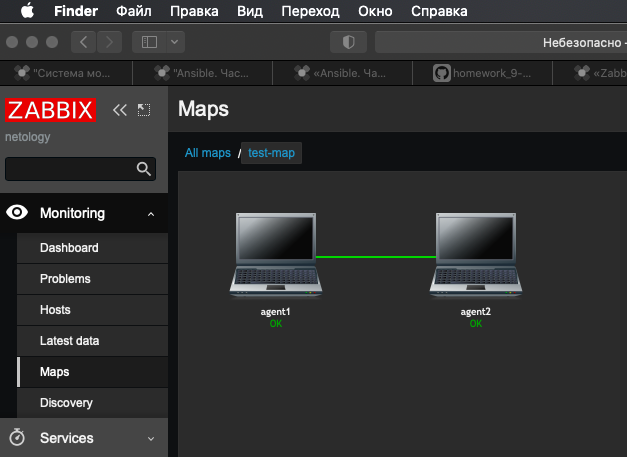 Finder Файл Правка Вид Переход Окно Справка
Небезопасно –
"Система мо... "Ansible. Час... «Ansible. Ча... homework_9-... «Zabb
ZABBIX
netology
Maps
All maps / test-map
Monitoring
Dashboard
Problems
Hosts
Latest data
Maps
Discovery
Services
agent1 agent2
OK OK